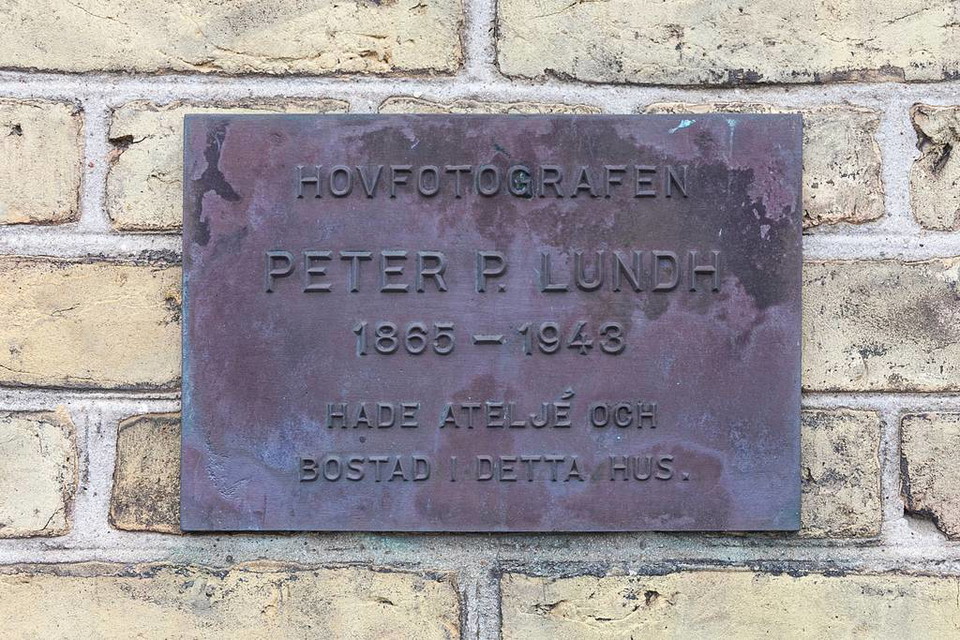 HOVFOTOGRAFEN
PETER P. LUNDH
1865 – 1943
HADE ATELJÉ OCH
BOSTAD I DETTA HUS.